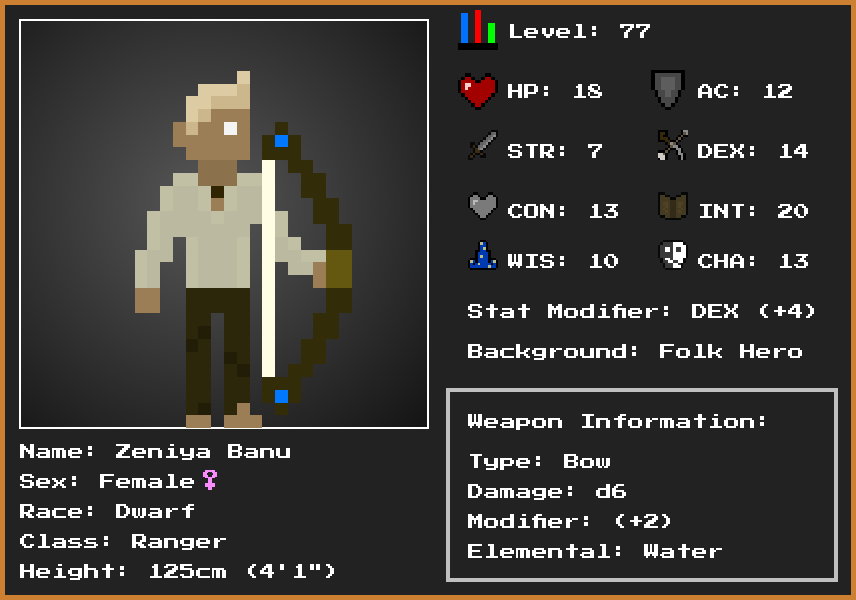 Level: 77
HP: 18
AC: 12
STR: 7
DEX: 14
CON: 13
INT: 20
WIS: 10
CHA: 13
Stat Modifier: DEX (+4)
Background: Folk Hero
Weapon Information:
Type: Bow
Damage: d6
Modifier: (+2)
Elemental: Water
Name: Zeniya Banu
Sex: Female♀
Race: Dwarf
Class: Ranger
Height: 125cm (4'1")